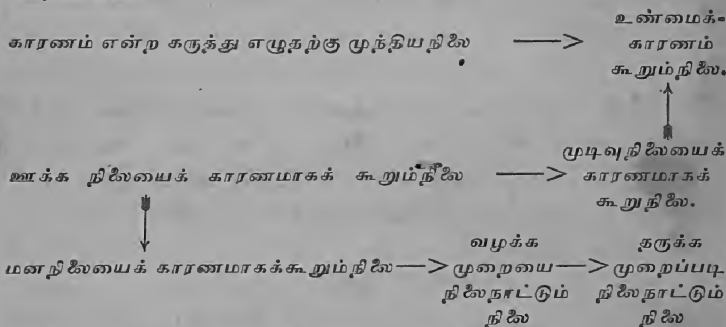 காரணம் என்ற கருத்து எழுதற்கு முந்திய நிலை ——> உண்மைக்-
காரணம்
கூறும்நிலை.
ஊக்க நிலையைக் காரணமாகக் கூறும்நிலை ——> முடிவுநிலையைக்
காரணமாகக்
கூறுநிலை.
மனநிலையைக் காரணமாகக்கூறும்நிலை——> வழக்க
முறையை——>
நிலைநாட்டும்
நிலை
தருக்க
முறைப்படி
நிலைநாட்டும்
நிலை